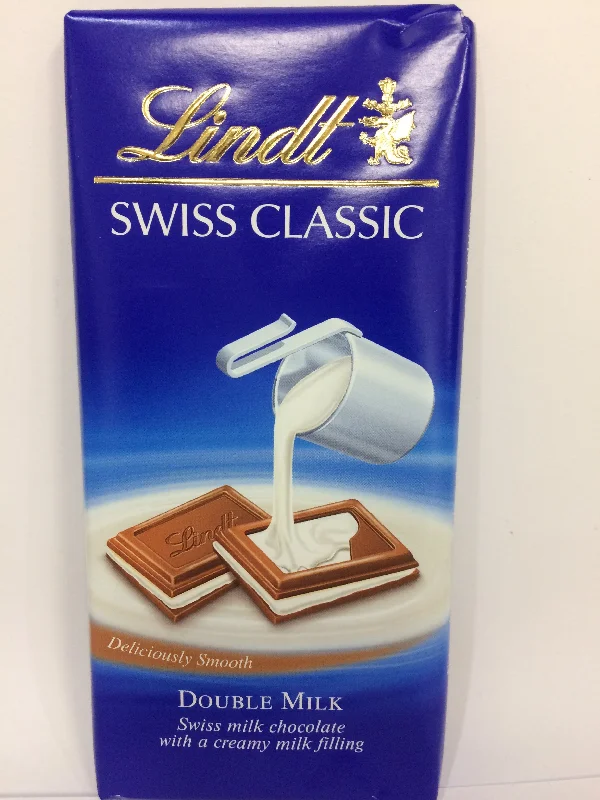 Lindt
SWISS CLASSIC
Lindt
Deliciously Smooth
DOUBLE MILK
Swiss milk chocolate
with a creamy milk filling